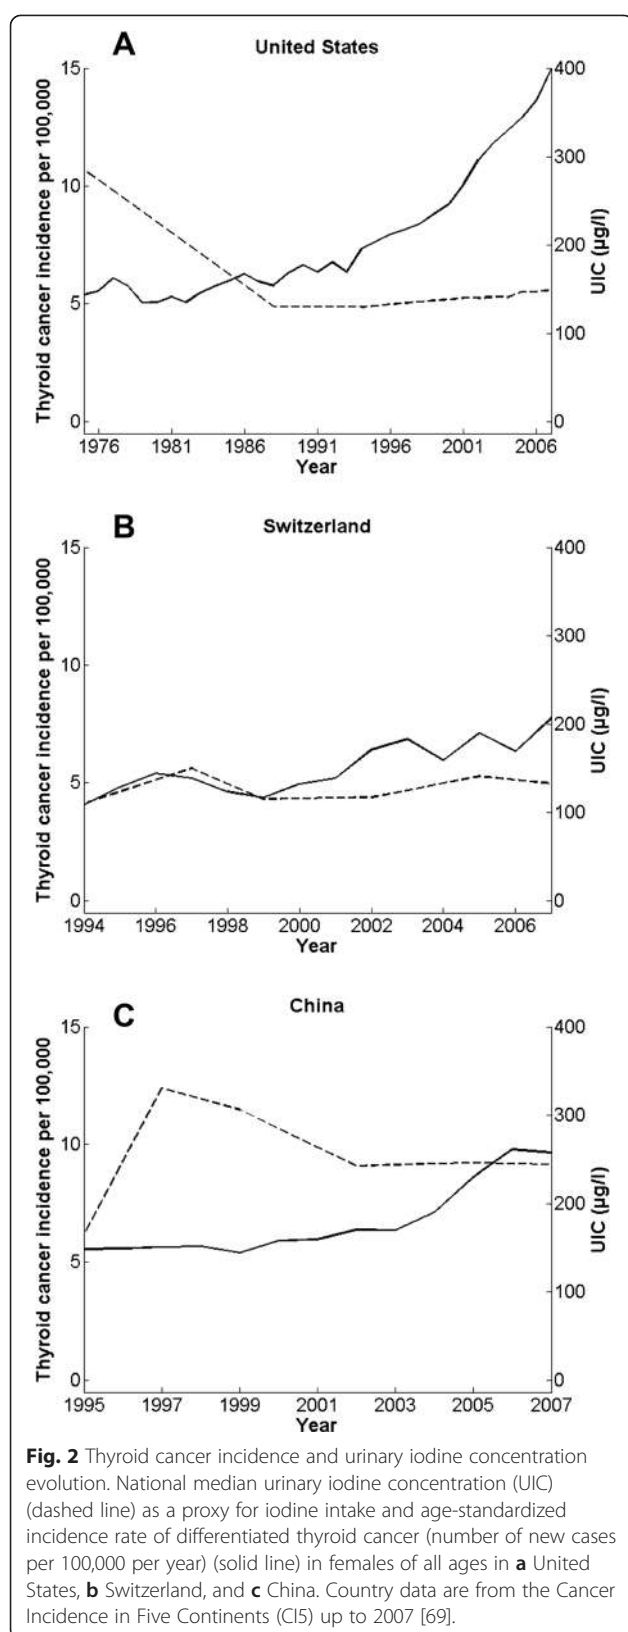 A
United States
15
10
5
0
400
300
200
100
0
Thyroid cancer incidence per 100,000
UIC (µg/l)
1976 1981 1986 1991 1996 2001 2006
Year
B
Switzerland
15
10
5
0
400
300
200
100
0
Thyroid cancer incidence per 100,000
UIC (µg/l)
1994 1996 1998 2000 2002 2004 2006
Year
C
China
15
10
5
0
400
300
200
100
0
Thyroid cancer incidence per 100,000
UIC (µg/l)
1995 1997 1999 2001 2003 2005 2007
Year
Fig. 2 Thyroid cancer incidence and urinary iodine concentration
evolution. National median urinary iodine concentration (UIC)
(dashed line) as a proxy for iodine intake and age-standardized
incidence rate of differentiated thyroid cancer (number of new cases
per 100,000 per year) (solid line) in females of all ages in a United
States, b Switzerland, and c China. Country data are from the Cancer
Incidence in Five Continents (CI5) up to 2007 [69].